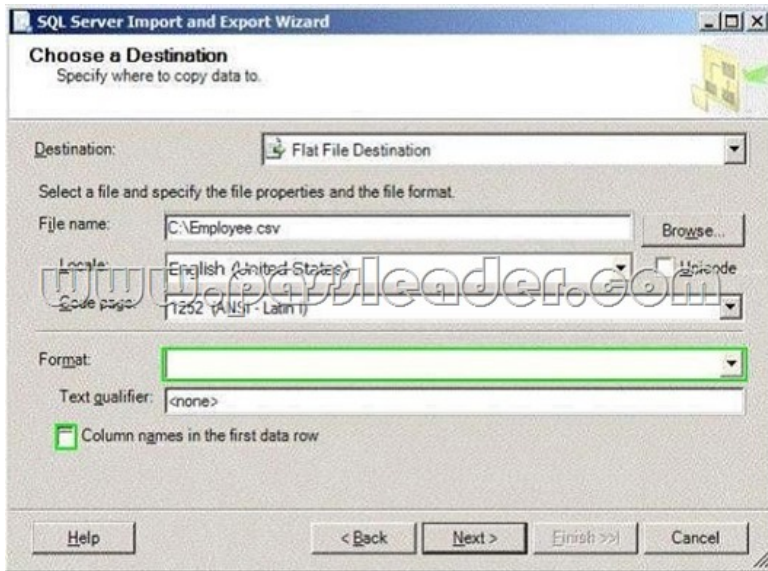 SQL Server Import and Export Wizard
Choose a Destination
Specify where to copy data to.
Destination: Flat File Destination
Select a file and specify the file properties and the file format.
File name: C:\Employee.csv Browse...
Locale: English (United States) Unicode
www.passleader.com
Code page: 1252 (ANSI - Latin I)
Format:
Text qualifier: <none>
Column names in the first data row
Help < Back Next > Finish >>| Cancel